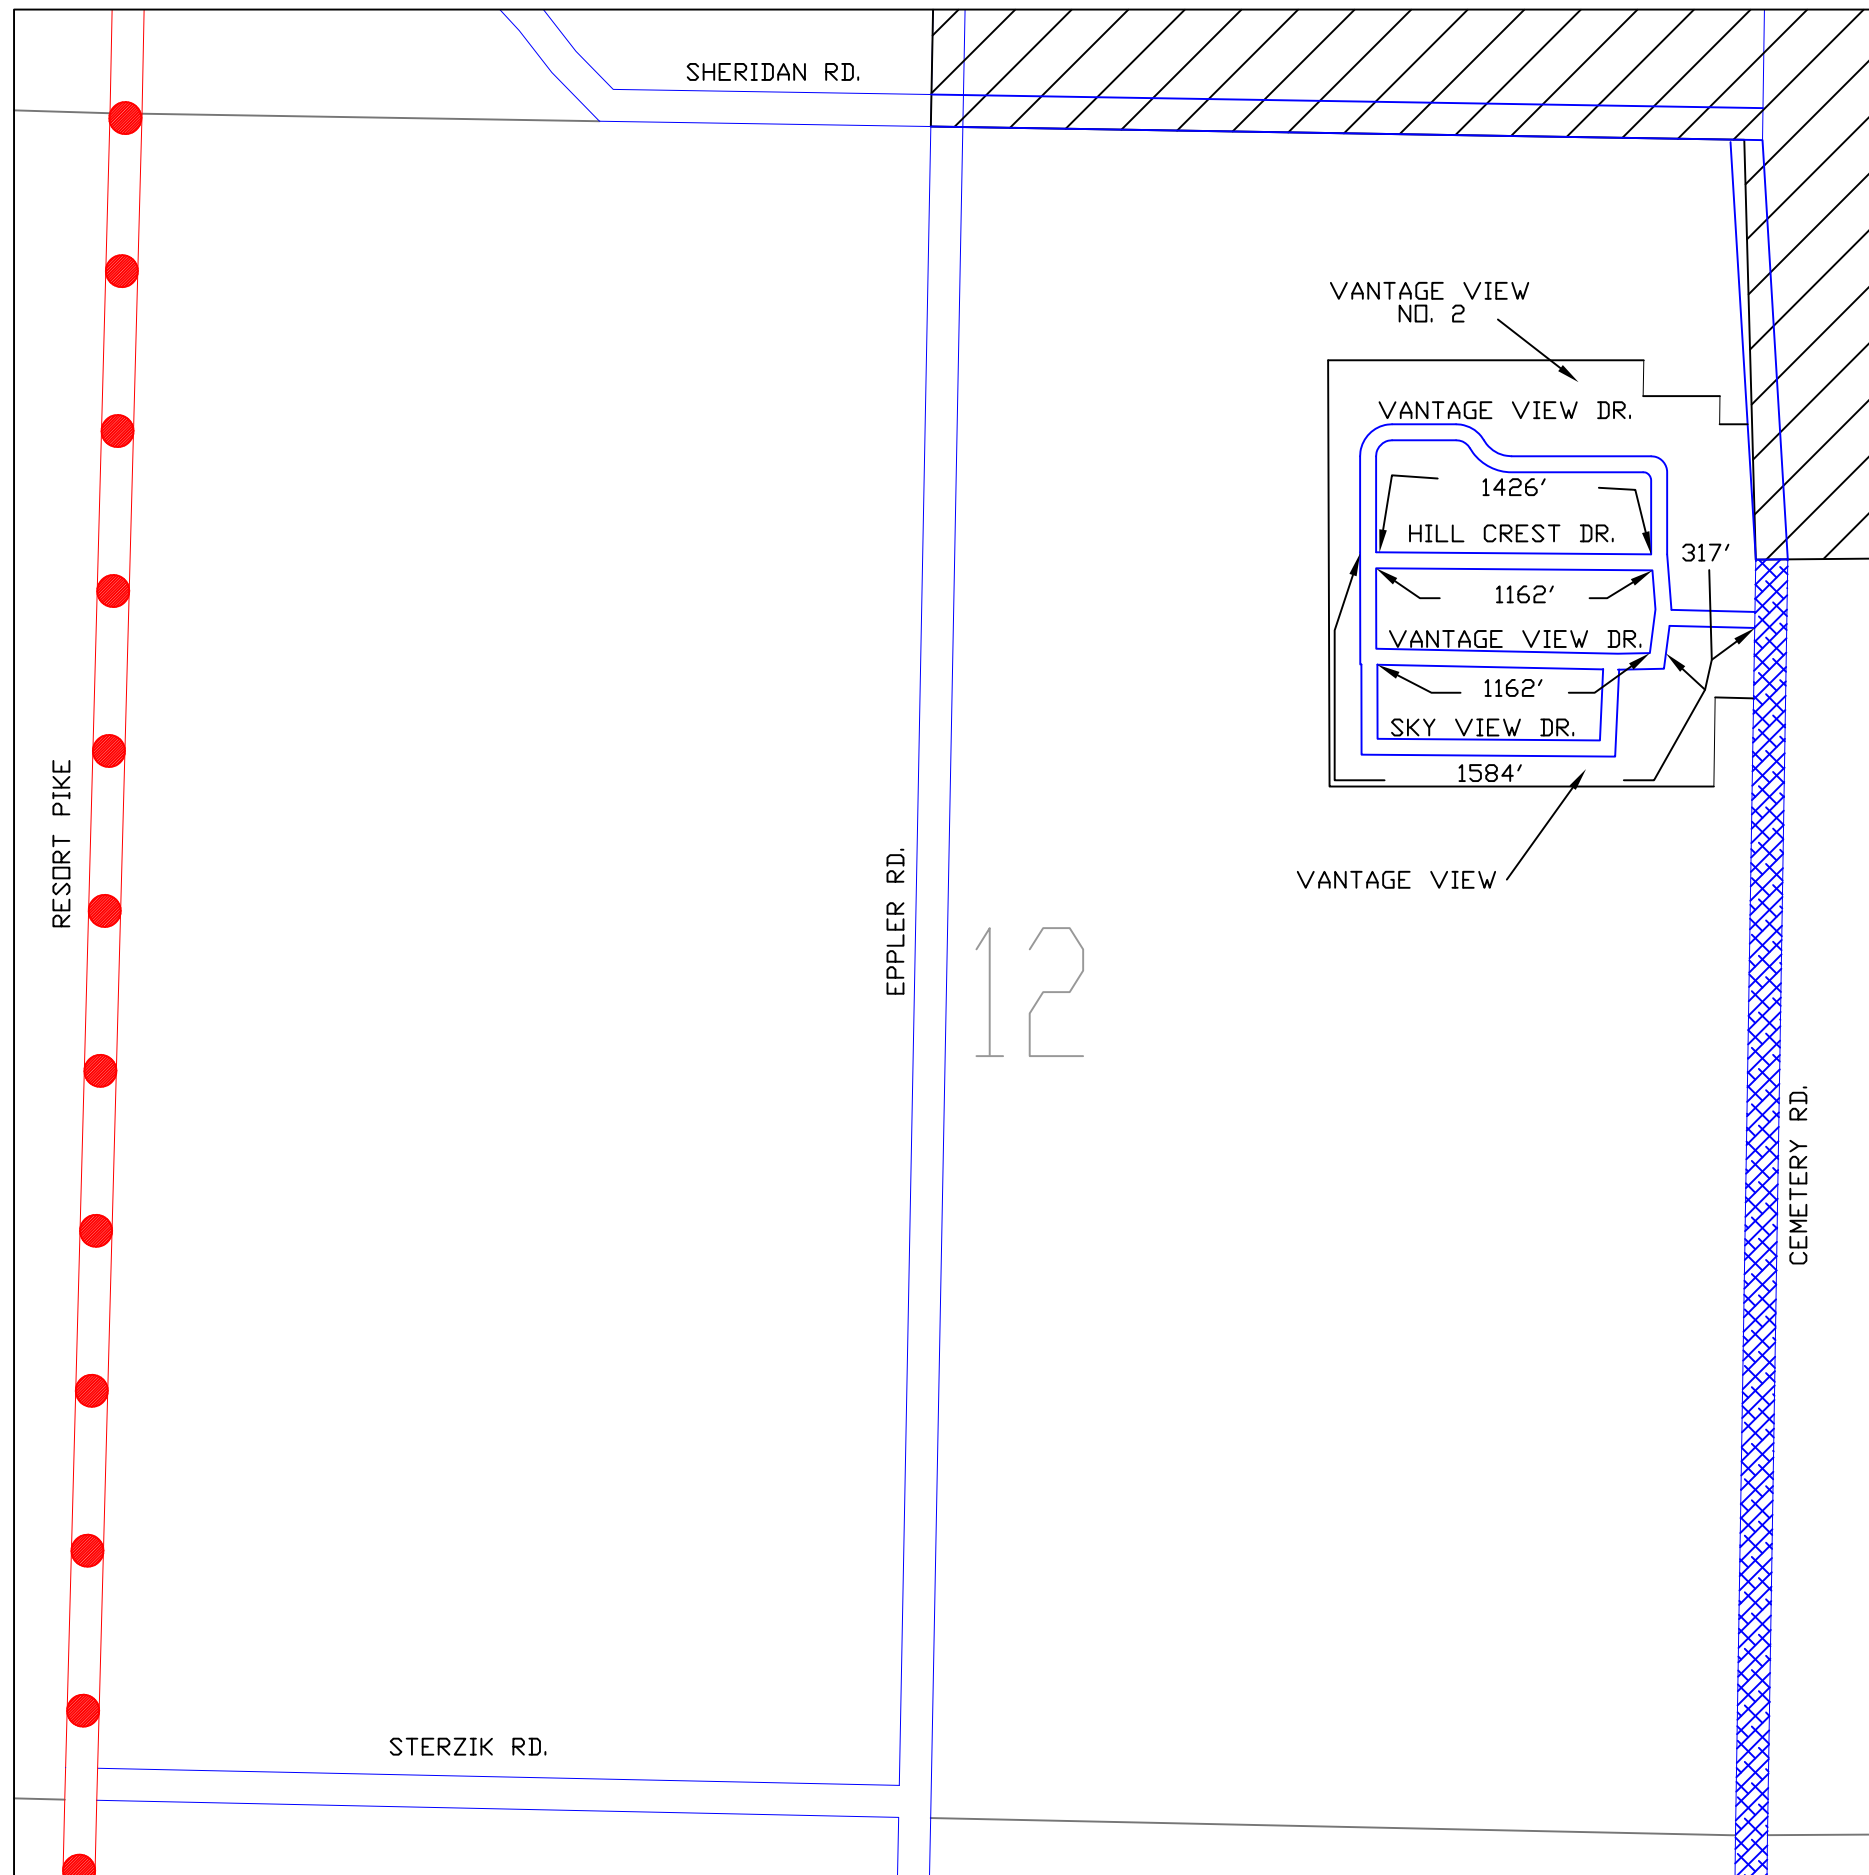 SHERIDAN RD.
VANTAGE VIEW
NO. 2
VANTAGE VIEW DR.
1426'
HILL CREST DR.
317'
1162'
VANTAGE VIEW DR.
1162'
SKY VIEW DR.
1584'
RESORT PIKE
EPPLER RD.
VANTAGE VIEW
12
CEMETERY RD.
STERZIK RD.